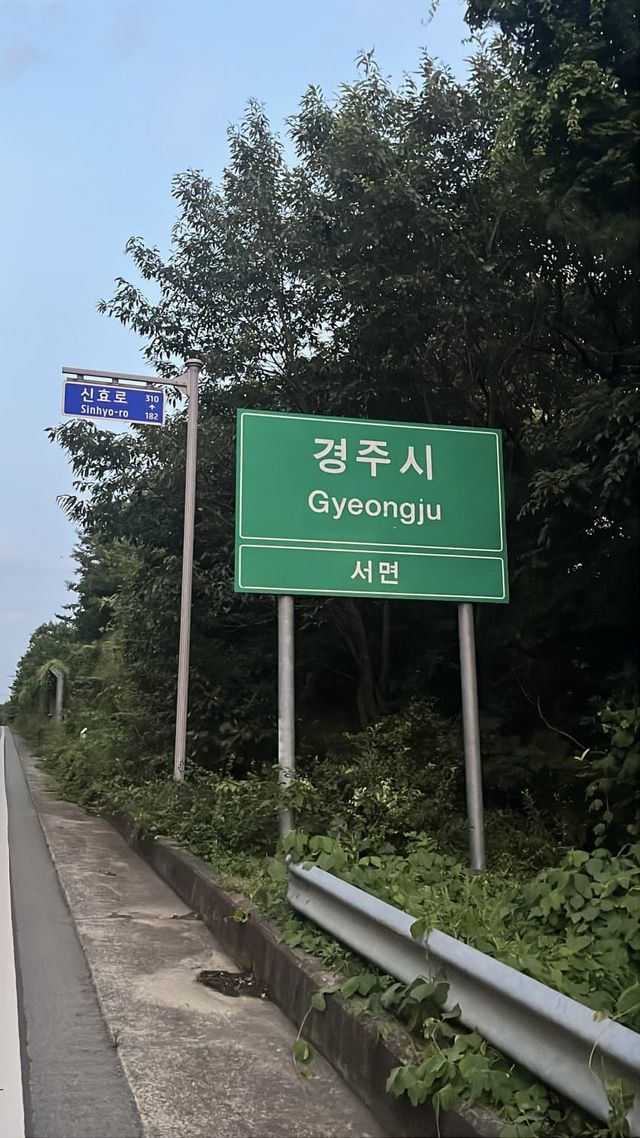 신효로 310
↑
Sinhyo-ro 182
경주시
Gyeongju
서면